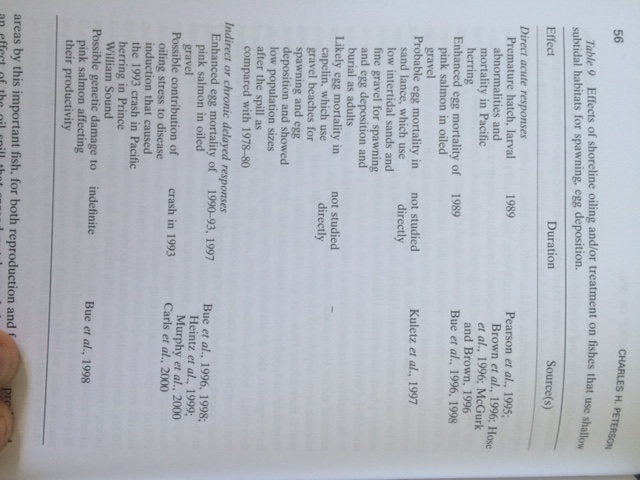 56 CHARLES H. PETERSON
Table 9 Effects of shoreline oiling and/or treatment on fishes that use shallow
subtidal habitats for spawning, egg deposition.
Effect Duration Source(s)
Direct acute responses
Premature hatch, larval 1989 Pearson et al., 1995;
abnormalities and Brown et al., 1996; Hose
mortality in Pacific et al., 1996; McGurk
herring and Brown, 1996
Enhanced egg mortality of 1989 Bue et al., 1996, 1998
pink salmon in oiled
gravel
Probable egg mortality in not studied Kuletz et al., 1997
sand lance, which use directly
low intertidal sands and
fine gravel for spawning
and egg deposition and
burial as adults
Likely egg mortality in not studied –
capelin, which use directly
gravel beaches for
spawning and egg
deposition and showed
low population sizes
after the spill as
compared with 1978–80
Indirect or chronic delayed responses
Enhanced egg mortality of 1990–93, 1997 Bue et al., 1996, 1998;
pink salmon in oiled Heintz et al., 1999;
gravel Murphy et al., 2000
Possible contribution of crash in 1993 Carls et al., 2000
oiling stress to disease
induction that caused
the 1993 crash in Pacific
herring in Prince
William Sound
Possible genetic damage to indefinite Bue et al., 1998
pink salmon affecting
their productivity
areas by this important fish, for both reproduction and
an effect of the oil spill that